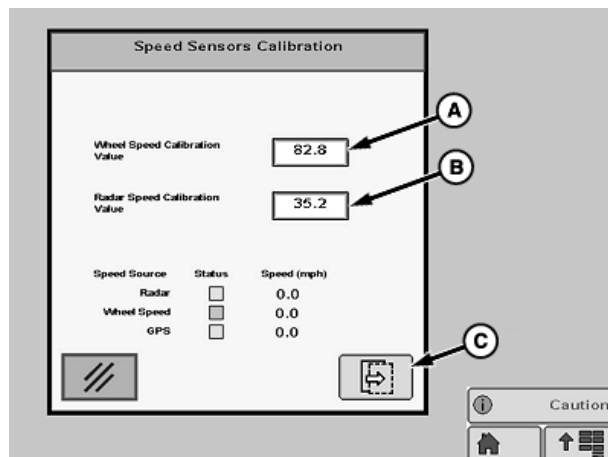 Speed Sensors Calibration
A
Wheel Speed Calibration
Value
82.8
B
Radar Speed Calibration
Value
35.2
Speed Source Status Speed (mph)
Radar 0.0
Wheel Speed 0.0
GPS 0.0
C
Caution